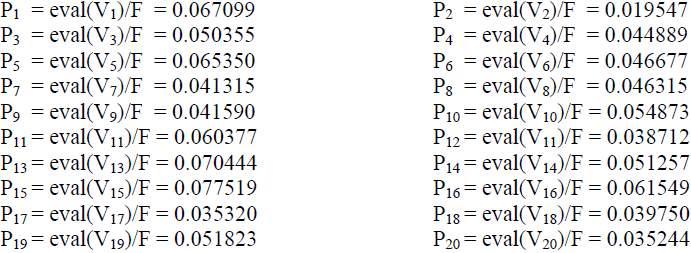 P₁ = eval(V₁)/F = 0.067099 P₂ = eval(V₂)/F = 0.019547
P₃ = eval(V₃)/F = 0.050355 P₄ = eval(V₄)/F = 0.044889
P₅ = eval(V₅)/F = 0.065350 P₆ = eval(V₆)/F = 0.046677
P₇ = eval(V₇)/F = 0.041315 P₈ = eval(V₈)/F = 0.046315
P₉ = eval(V₉)/F = 0.041590 P₁₀ = eval(V₁₀)/F = 0.054873
P₁₁ = eval(V₁₁)/F = 0.060377 P₁₂ = eval(V₁₁)/F = 0.038712
P₁₃ = eval(V₁₃)/F = 0.070444 P₁₄ = eval(V₁₄)/F = 0.051257
P₁₅ = eval(V₁₅)/F = 0.077519 P₁₆ = eval(V₁₆)/F = 0.061549
P₁₇ = eval(V₁₇)/F = 0.035320 P₁₈ = eval(V₁₈)/F = 0.039750
P₁₉ = eval(V₁₉)/F = 0.051823 P₂₀ = eval(V₂₀)/F = 0.035244